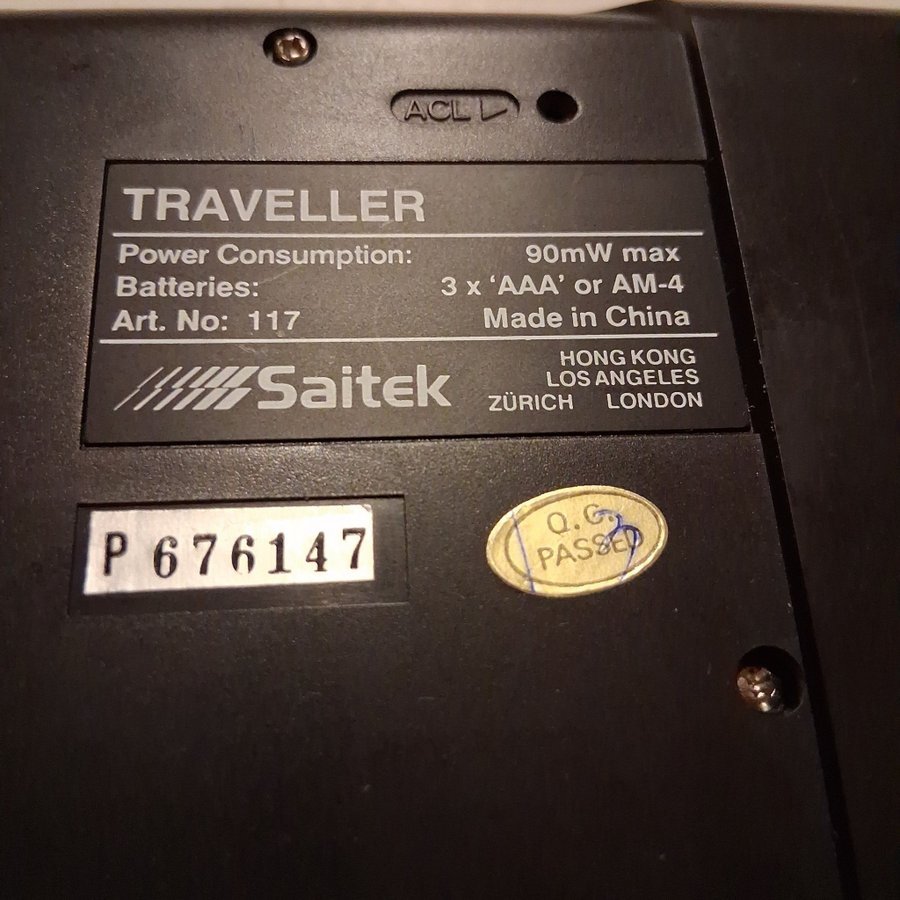 ACL
TRAVELLER
Power Consumption: 90mW max
Batteries: 3 x ‘AAA’ or AM-4
Art. No: 117 Made in China
Saitek
HONG KONG
LOS ANGELES
ZÜRICH LONDON
P 676147
Q.C.
PASSED